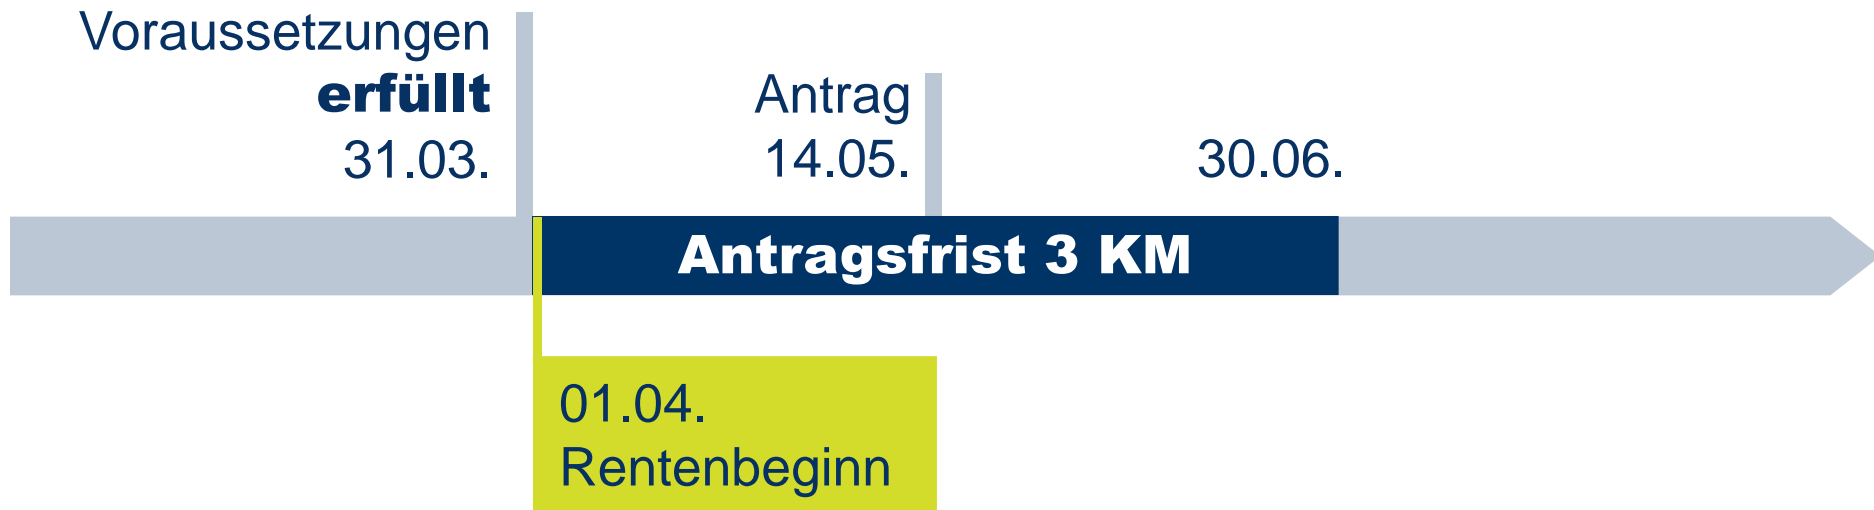 Voraussetzungen
erfüllt
31.03.
Antrag
14.05.
30.06.
Antragsfrist 3 KM
01.04.
Rentenbeginn